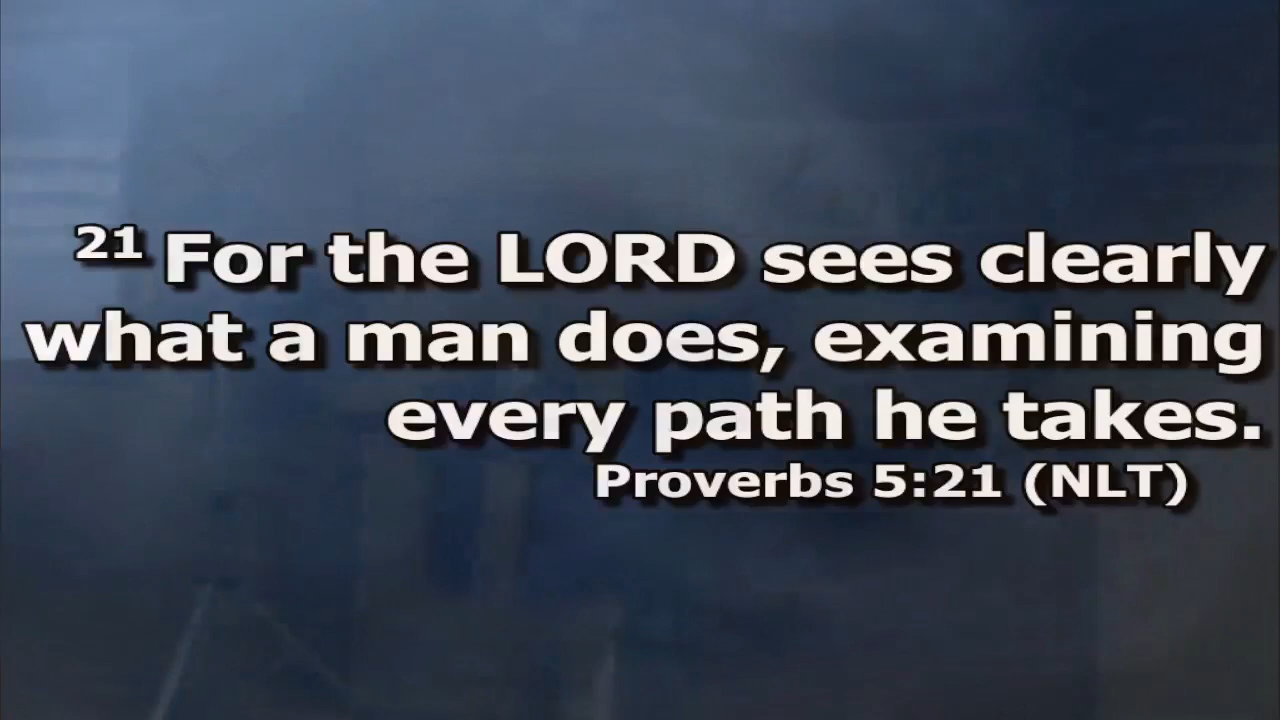 21 For the LORD sees clearly
what a man does, examining
every path he takes.
Proverbs 5:21 (NLT)